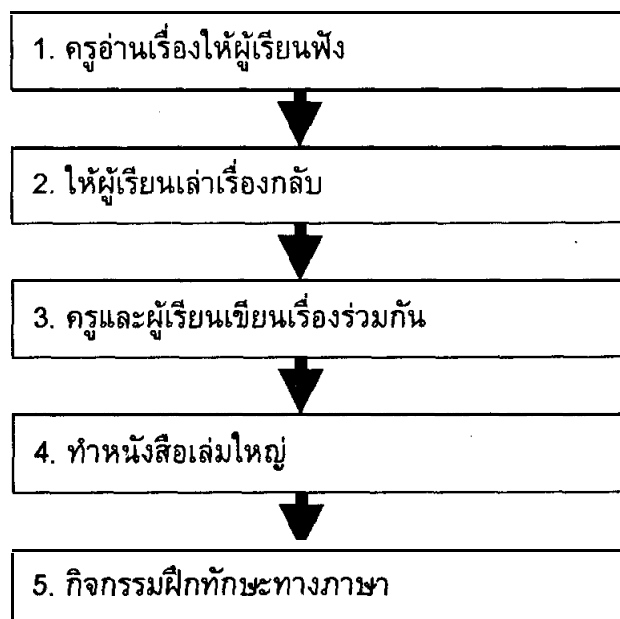 1. ครูอ่านเรื่องให้ผู้เรียนฟัง
2. ให้ผู้เรียนเล่าเรื่องกลับ
3. ครูและผู้เรียนเขียนเรื่องร่วมกัน
4. ทำหนังสือเล่มใหญ่
5. กิจกรรมฝึกทักษะทางภาษา